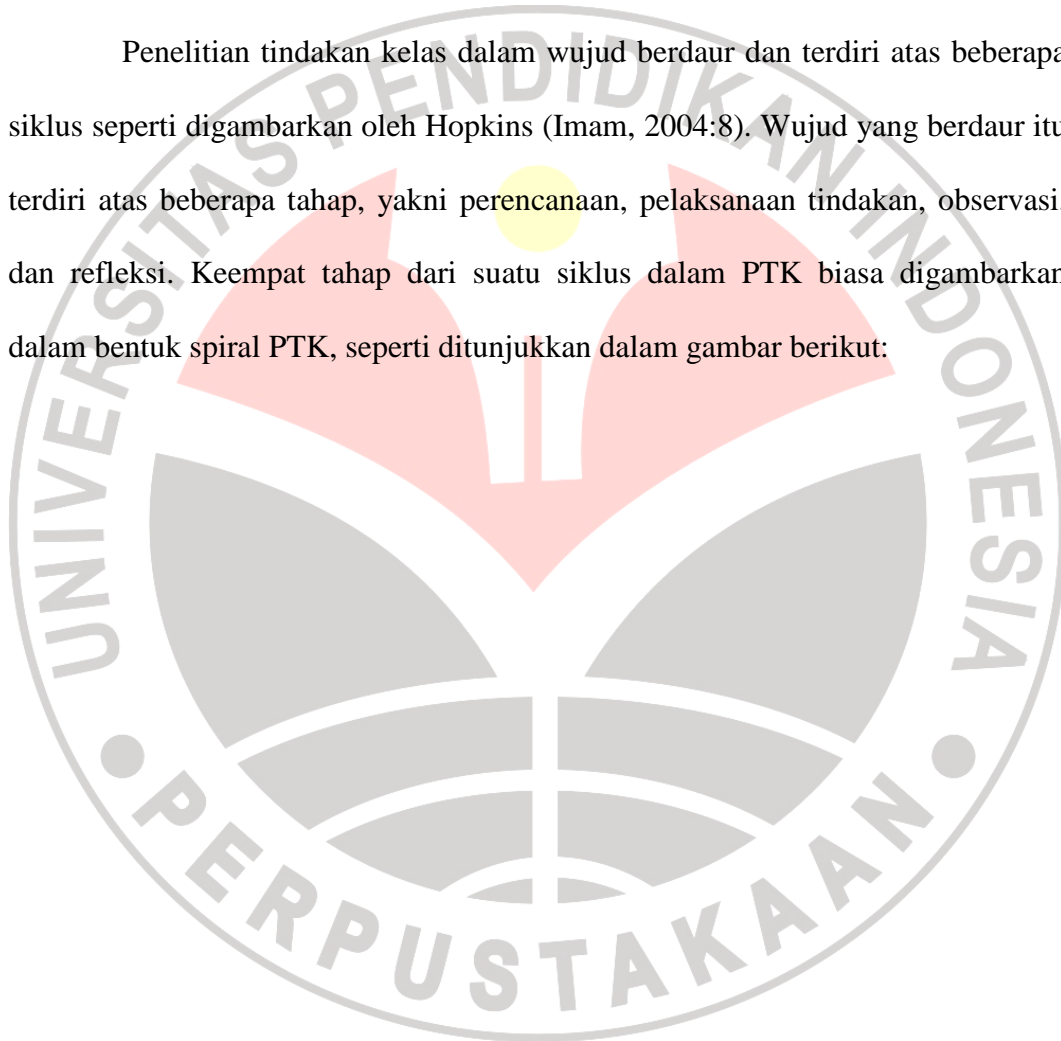 Penelitian tindakan kelas dalam wujud berdaur dan terdiri atas beberapa
siklus seperti digambarkan oleh Hopkins (Imam, 2004:8). Wujud yang berdaur itu
terdiri atas beberapa tahap, yakni perencanaan, pelaksanaan tindakan, observasi,
dan refleksi. Keempat tahap dari suatu siklus dalam PTK biasa digambarkan
dalam bentuk spiral PTK, seperti ditunjukkan dalam gambar berikut:
UNIVERSITAS PENDIDIKAN INDONESIA
PERPUSTAKAAN